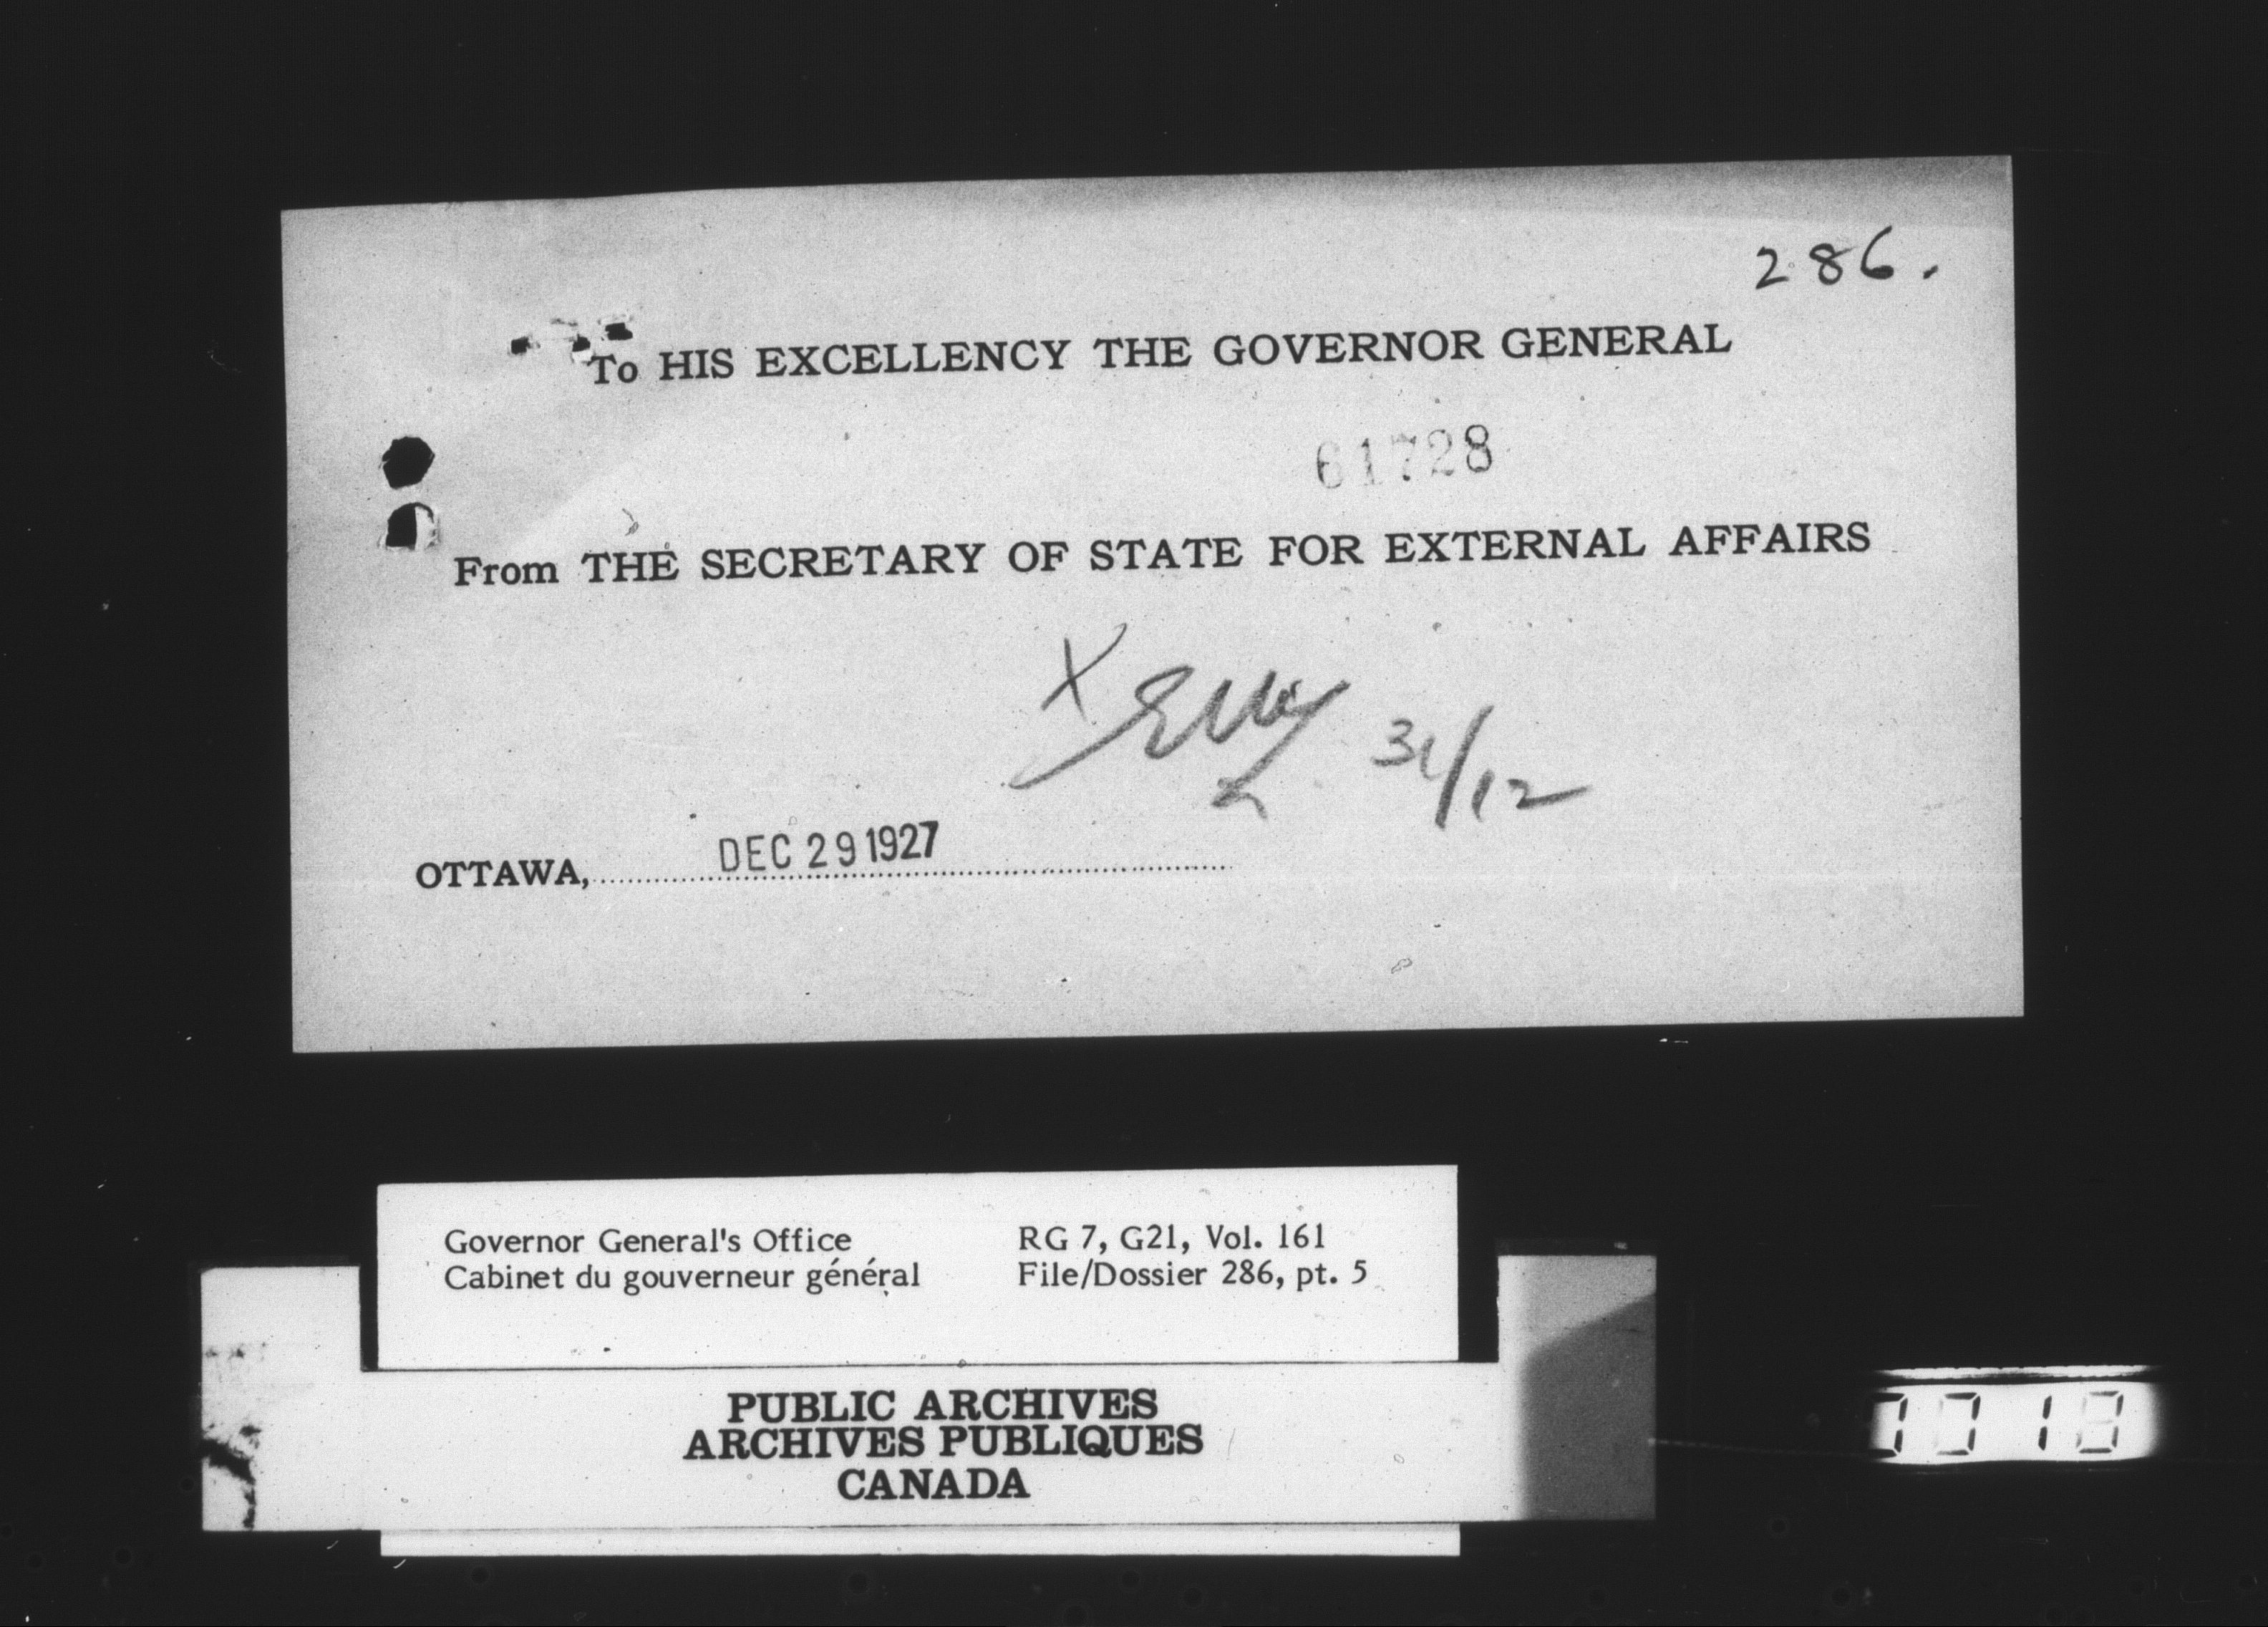 286.
To HIS EXCELLENCY THE GOVERNOR GENERAL
61728
From THE SECRETARY OF STATE FOR EXTERNAL AFFAIRS
X
31/12
OTTAWA, DEC 29 1927
Governor General's Office RG 7, G21, Vol. 161
Cabinet du gouverneur général File/Dossier 286, pt. 5
PUBLIC ARCHIVES
ARCHIVES PUBLIQUES
CANADA